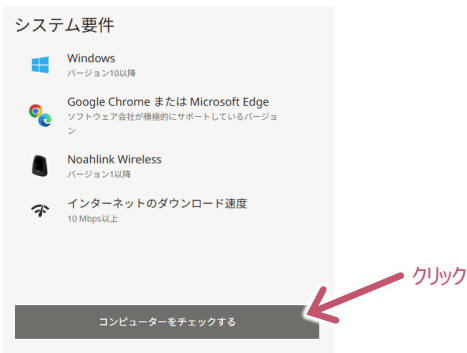 システム要件
Windows
バージョン10以降
Google Chrome または Microsoft Edge
ソフトウェア会社が積極的にサポートしているバージョ
ン
Noahlink Wireless
バージョン1以降
インターネットのダウンロード速度
10 Mbps以上
クリック
コンピューターをチェックする